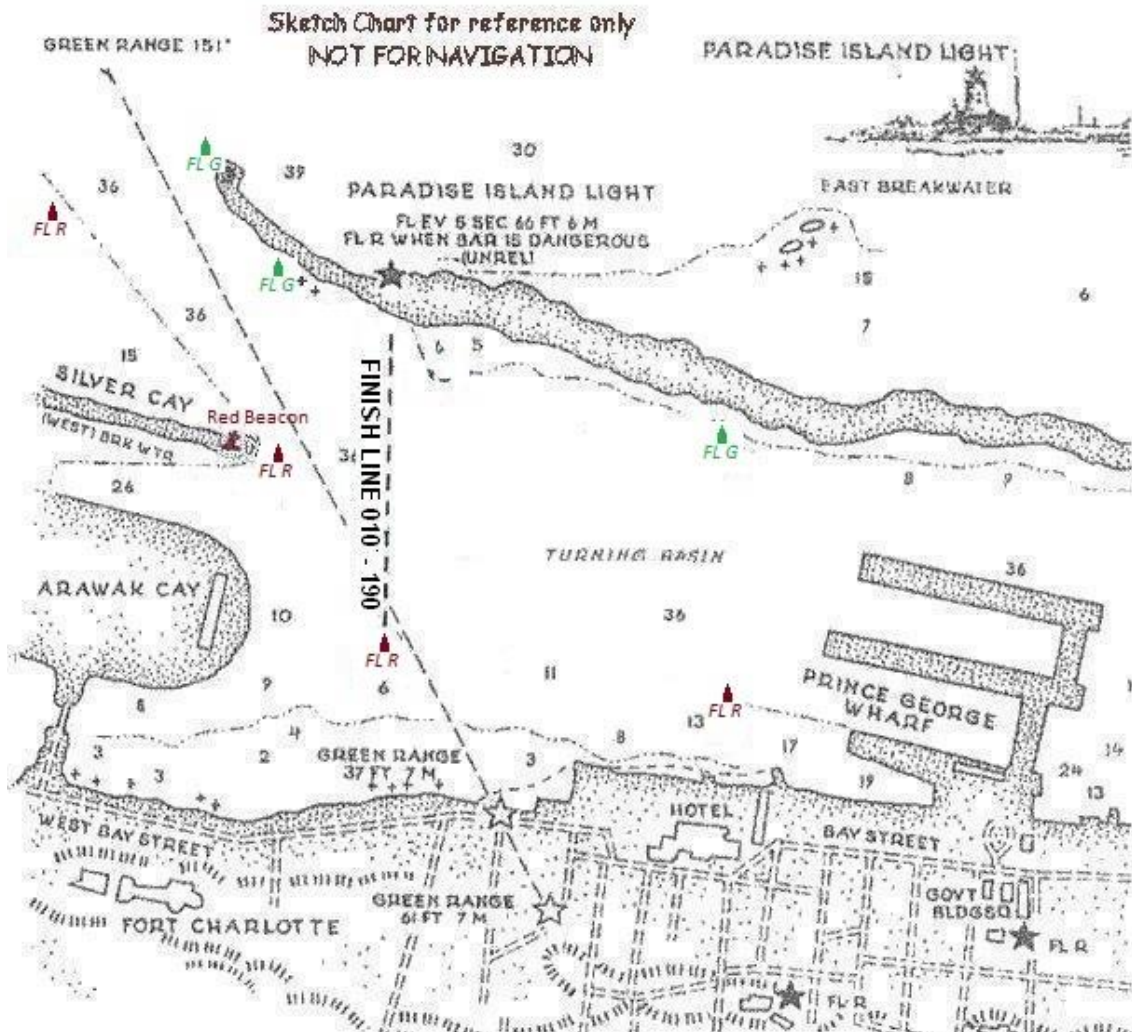 Sketch Chart for reference only
NOT FOR NAVIGATION
GREEN RANGE 151°
PARADISE ISLAND LIGHT
FL G
39
30
36
PARADISE ISLAND LIGHT
EAST BREAKWATER
FL R
FL EV 5 SEC 66 FT 6 M
FL R WHEN BAR IS DANGEROUS
(UNREL)
FL G
18
6
36
7
15
6
5
SILVER CAY
Red Beacon
(WEST) BRK WTR
FL R
36
FINISH LINE 010° - 190
FL G
26
8
9
TURNING BASIN
36
ARAWAK CAY
10
36
FL R
11
6
9
8
PRINCE GEORGE
WHARF
FL R
13
4
3
2
3
GREEN RANGE
37 FT 7 M
3
8
17
19
14
24
13
HOTEL
WEST BAY STREET
BAY STREET
GREEN RANGE
61 FT 7 M
GOVT
BLDGS
FORT CHARLOTTE
FL R
FL R